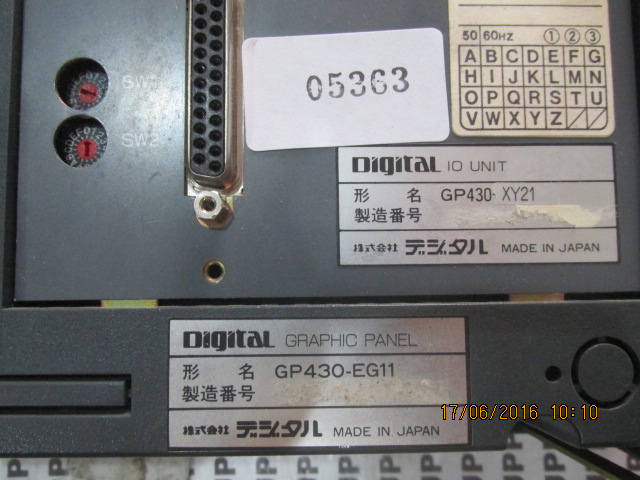 50 60HZ ① ② ③
A B C D E F G
H I J K L M N
O P Q R S T U
V W X Y Z
SW1
SW2
05363
Digital IO UNIT
形 名 GP430-XY21
製造番号
株式会社 デジタル MADE IN JAPAN
Digital GRAPHIC PANEL
形 名 GP430-EG11
製造番号
株式会社 デジタル MADE IN JAPAN
17/06/2016 10:10